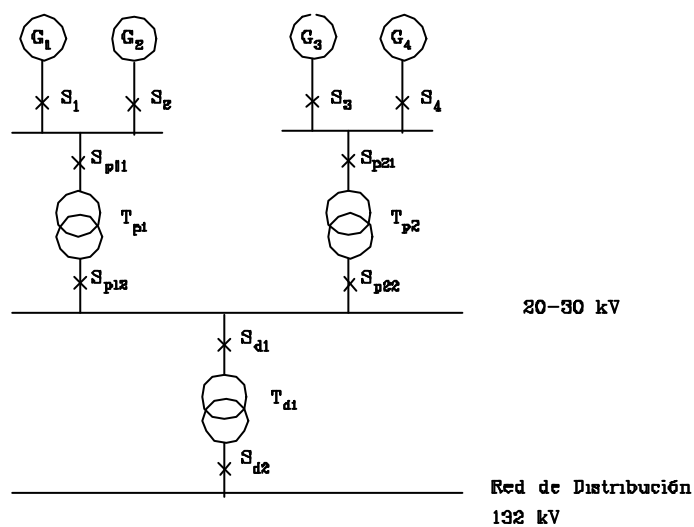 G1 G2 G3 G4
S1 S2 S3 S4
Sp11 Sp21
Tp1 Tp2
Sp12 Sp22
20-30 kV
Sd1
Td1
Sd2
Red de Distribución
132 kV